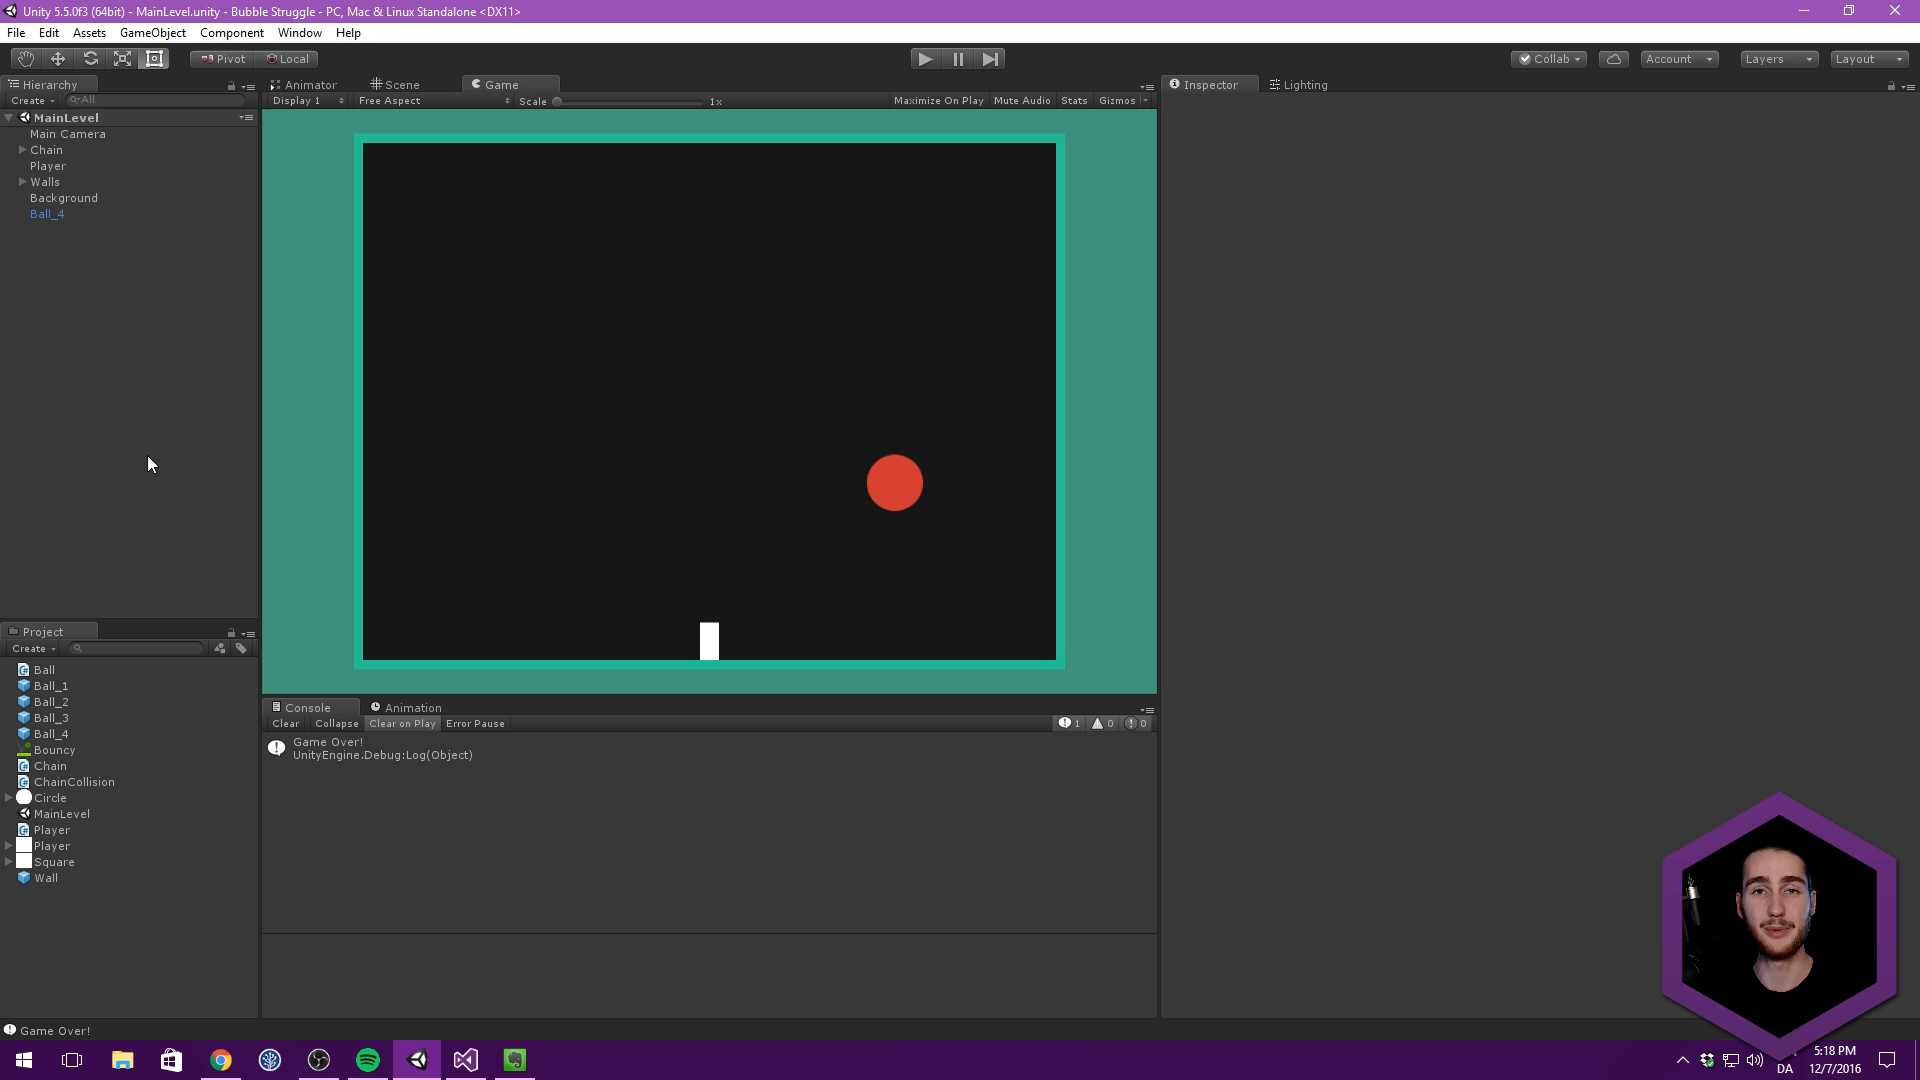 Unity 5.5.0f3 (64bit) - MainLevel.unity - Bubble Struggle - PC, Mac & Linux Standalone <DX11>
File Edit Assets GameObject Component Window Help
Pivot Local Collab Account Layers Layout
Hierarchy
Create All
MainLevel
Main Camera
Chain
Player
Walls
Background
Ball_4
Animator Scene Game
Display 1 Free Aspect Scale 1x Maximize On Play Mute Audio Stats Gizmos
Inspector Lighting
Project
Create
Ball
Ball_1
Ball_2
Ball_3
Ball_4
Bouncy
Chain
ChainCollision
Circle
MainLevel
Player
Player
Square
Wall
Console Animation
Clear Collapse Clear on Play Error Pause 1 0 0
Game Over!
UnityEngine.Debug:Log(Object)
Game Over!
DA
5:18 PM
12/7/2016